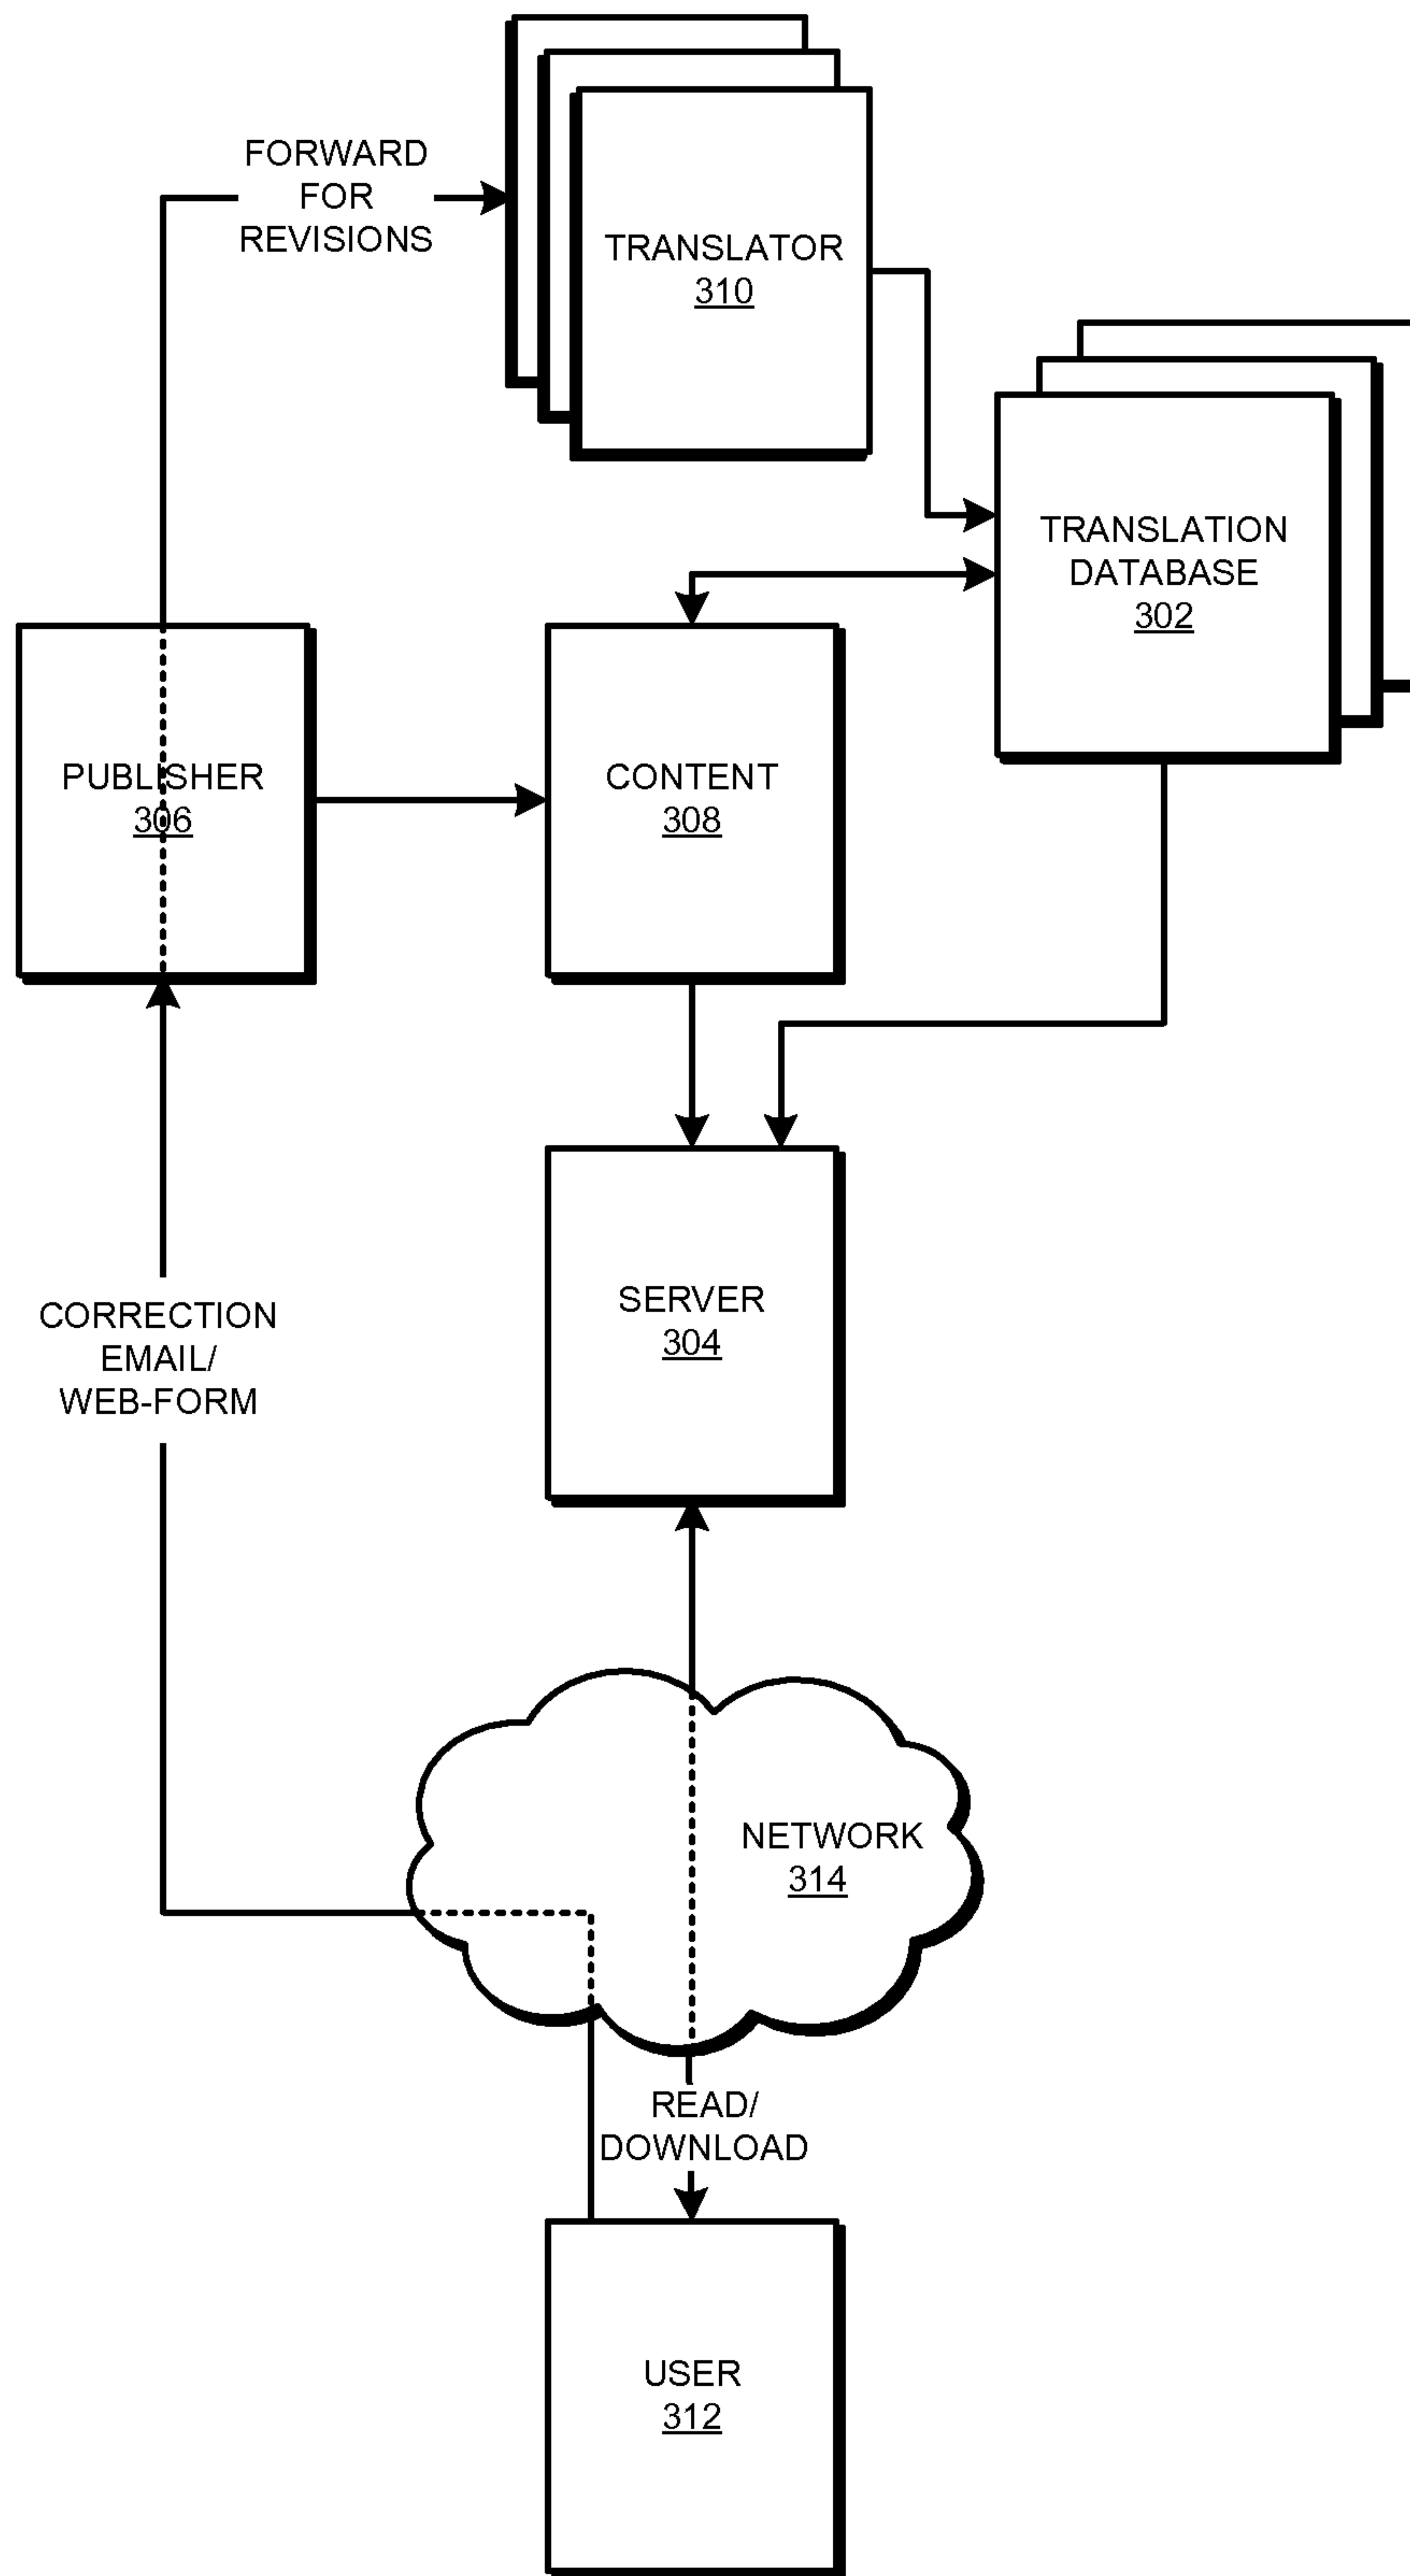 FORWARD
FOR
REVISIONS
TRANSLATOR
310
TRANSLATION
DATABASE
302
PUBLISHER
306
CONTENT
308
SERVER
304
CORRECTION
EMAIL/
WEB-FORM
NETWORK
314
READ/
DOWNLOAD
USER
312